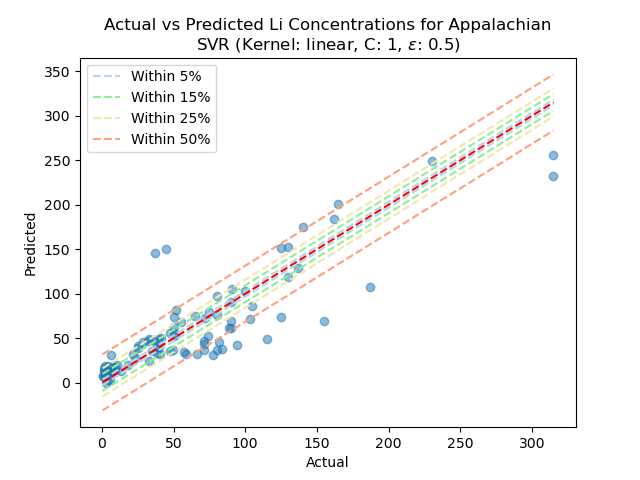 Actual vs Predicted Li Concentrations for Appalachian
SVR (Kernel: linear, C: 1, ε: 0.5)
350
300
250
200
150
100
50
0
Predicted
Within 5%
Within 15%
Within 25%
Within 50%
0 50 100 150 200 250 300
Actual